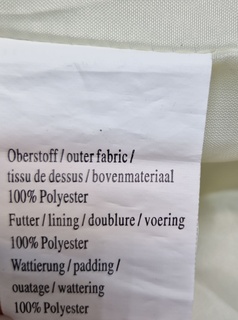 Oberstoff / outer fabric /
tissu de dessus / bovenmateriaal
100% Polyester
Futter / lining / doublure / voering
100% Polyester
Wattierung / padding /
ouatage / wattering
100% Polyester